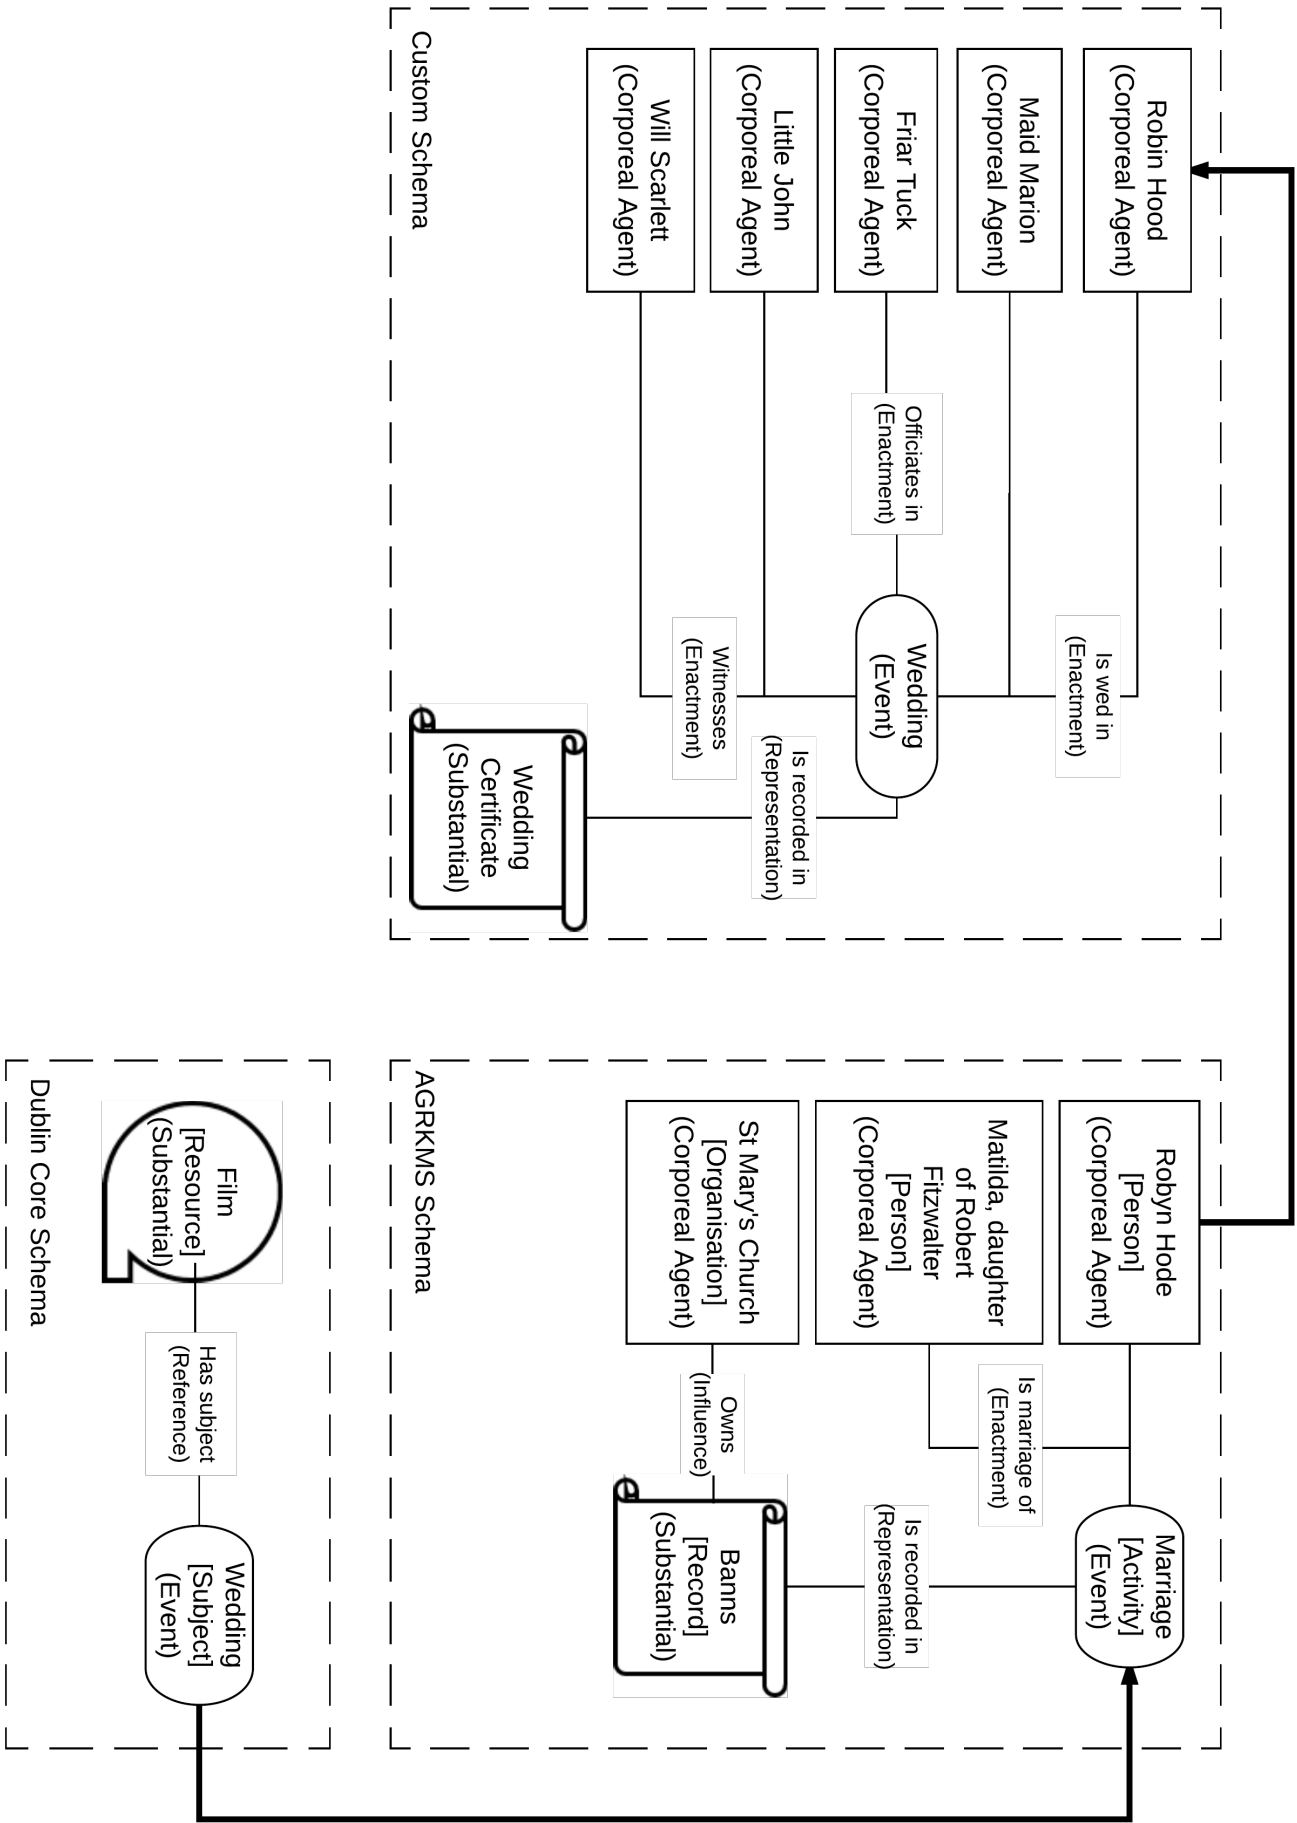 Robin Hood
(Corporeal Agent)
Maid Marion
(Corporeal Agent)
Friar Tuck
(Corporeal Agent)
Little John
(Corporeal Agent)
Will Scarlett
(Corporeal Agent)
Is wed in
(Enactment)
Officiates in
(Enactment)
Witnesses
(Enactment)
Wedding
(Event)
Is recorded in
(Representation)
Wedding
Certificate
(Substantial)
Custom Schema
Robyn Hode
[Person]
(Corporeal Agent)
Matilda, daughter
of Robert
Fitzwalter
[Person]
(Corporeal Agent)
St Mary's Church
[Organisation]
(Corporeal Agent)
Is marriage of
(Enactment)
Owns
(Influence)
Marriage
[Activity]
(Event)
Is recorded in
(Representation)
Banns
[Record]
(Substantial)
AGRKMS Schema
Film
[Resource]
(Substantial)
Has subject
(Reference)
Wedding
[Subject]
(Event)
Dublin Core Schema